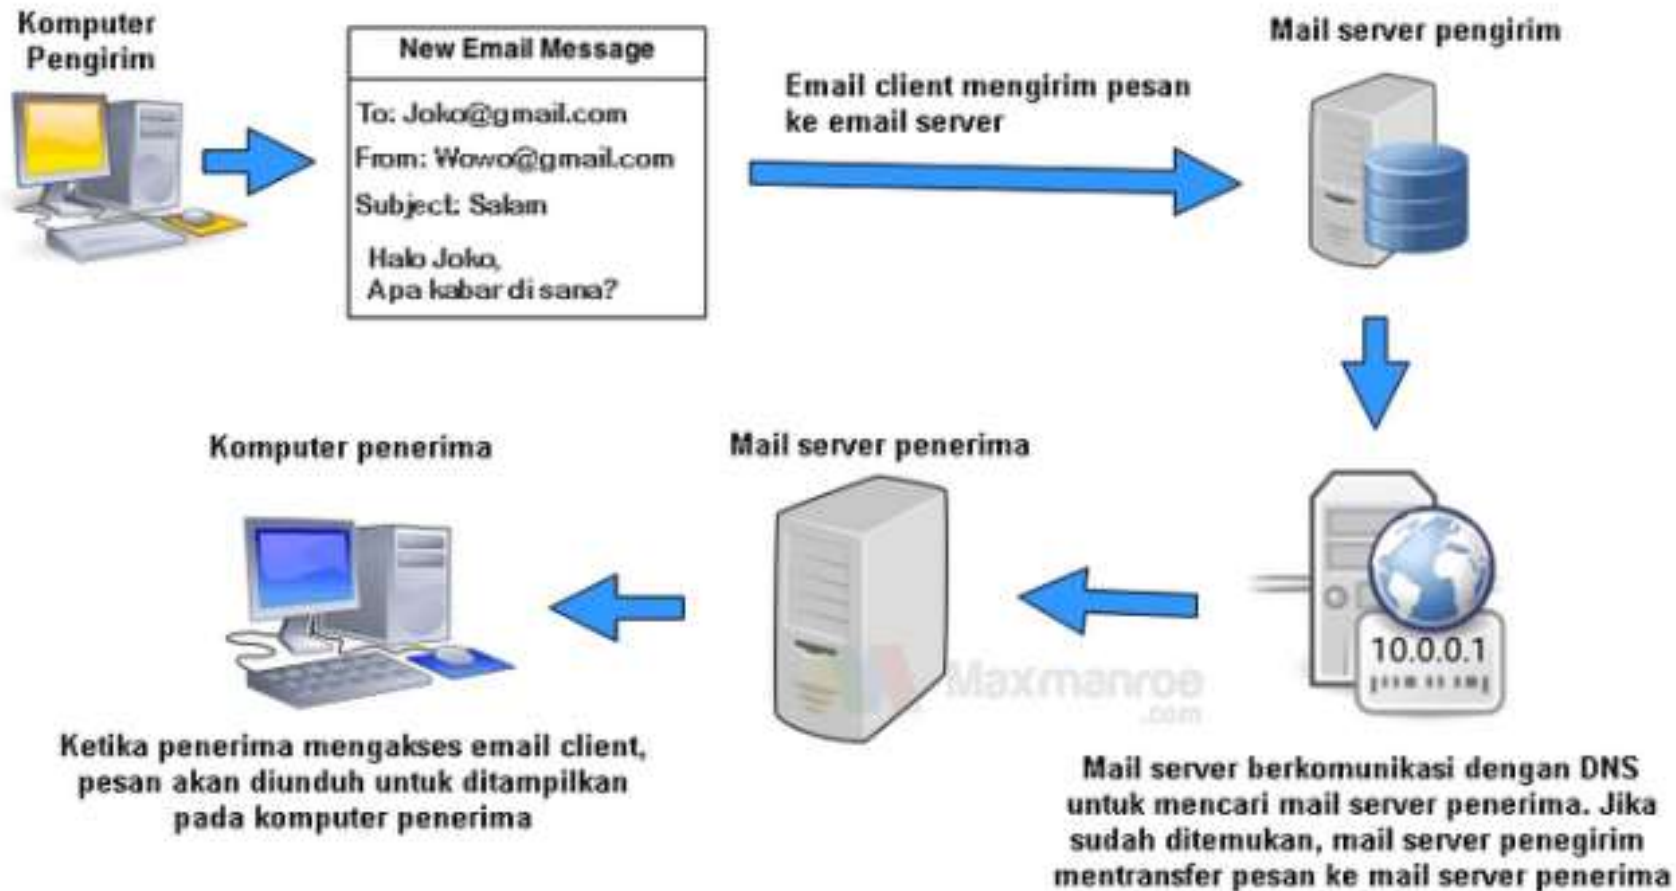 Komputer
Pengirim
New Email Message
To: Joko@gmail.com
From: Wowo@gmail.com
Subject: Salam
Halo Joko,
Apa kabar di sana?
Email client mengirim pesan
ke email server
Mail server pengirim
Komputer penerima
Mail server penerima
10.0.0.1
Maxmanroe
.com
Ketika penerima mengakses email client,
pesan akan diunduh untuk ditampilkan
pada komputer penerima
Mail server berkomunikasi dengan DNS
untuk mencari mail server penerima. Jika
sudah ditemukan, mail server penegirim
mentransfer pesan ke mail server penerima